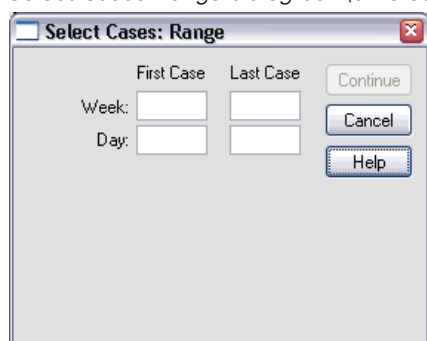 Select Cases: Range
First Case Last Case
Continue
Week:
Cancel
Day:
Help